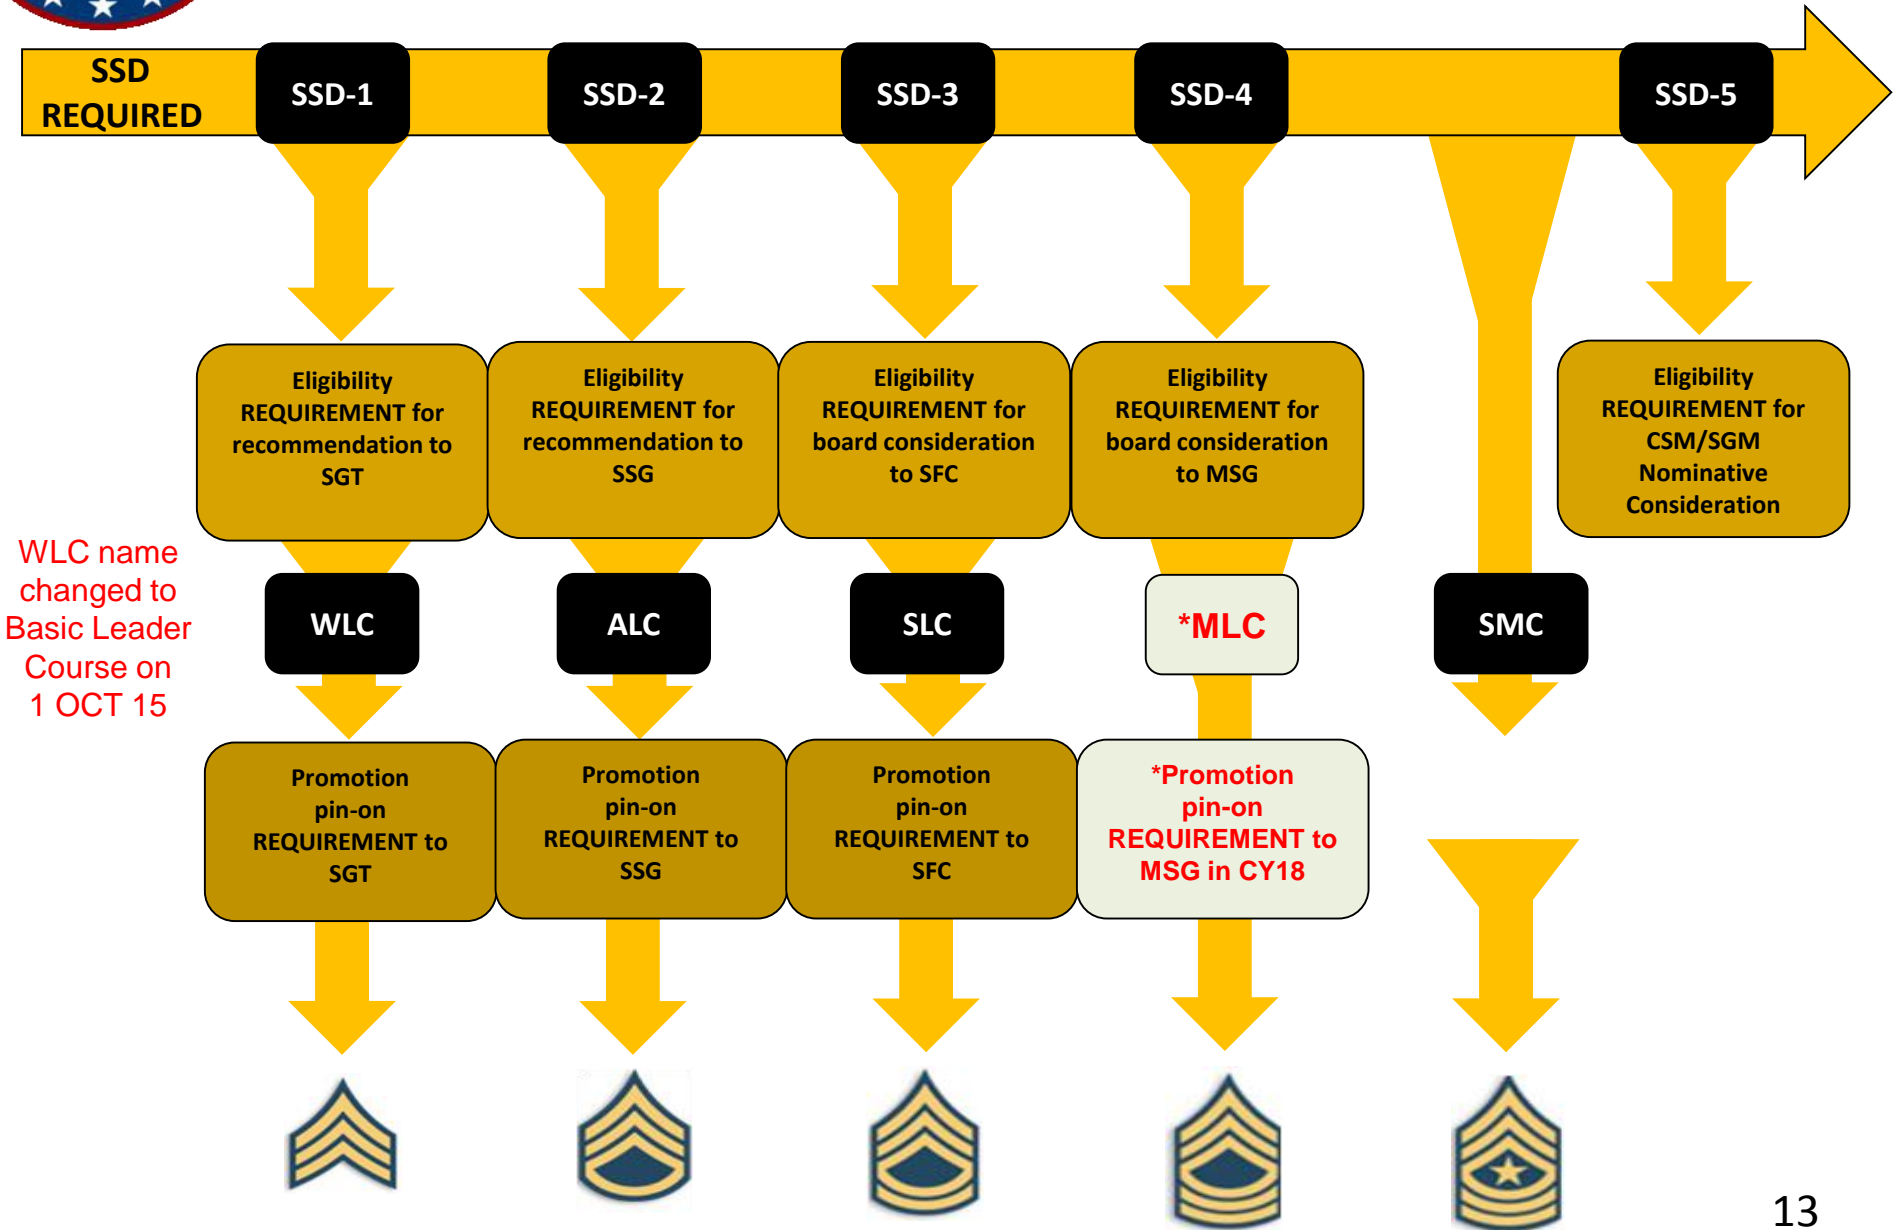 SSD
REQUIRED
SSD-1
SSD-2
SSD-3
SSD-4
SSD-5
Eligibility
REQUIREMENT for
recommendation to
SGT
Eligibility
REQUIREMENT for
recommendation to
SSG
Eligibility
REQUIREMENT for
board consideration
to SFC
Eligibility
REQUIREMENT for
board consideration
to MSG
Eligibility
REQUIREMENT for
CSM/SGM
Nominative
Consideration
WLC name
changed to
Basic Leader
Course on
1 OCT 15
WLC
ALC
SLC
*MLC
SMC
Promotion
pin-on
REQUIREMENT to
SGT
Promotion
pin-on
REQUIREMENT to
SSG
Promotion
pin-on
REQUIREMENT to
SFC
*Promotion
pin-on
REQUIREMENT to
MSG in CY18
13